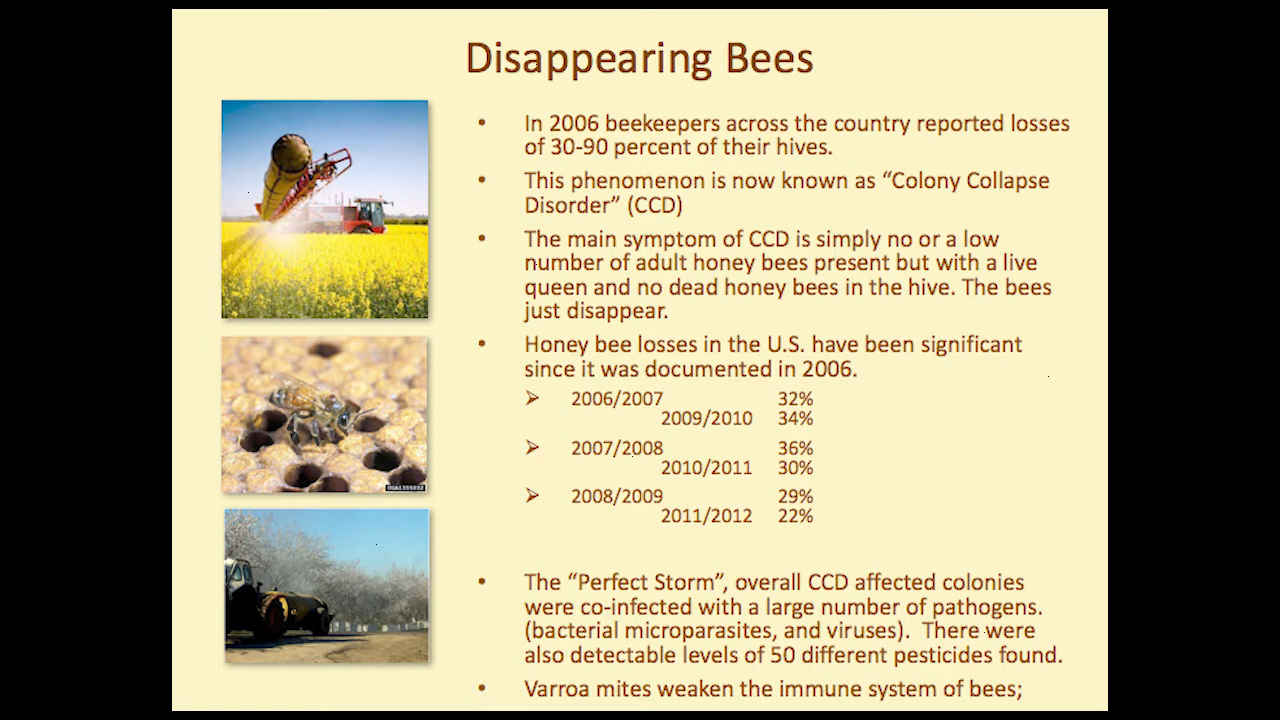 Disappearing Bees
• In 2006 beekeepers across the country reported losses
of 30-90 percent of their hives.
• This phenomenon is now known as “Colony Collapse
Disorder” (CCD)
• The main symptom of CCD is simply no or a low
number of adult honey bees present but with a live
queen and no dead honey bees in the hive. The bees
just disappear.
• Honey bee losses in the U.S. have been significant
since it was documented in 2006.
➢ 2006/2007 32%
2009/2010 34%
➢ 2007/2008 36%
2010/2011 30%
➢ 2008/2009 29%
2011/2012 22%
• The “Perfect Storm”, overall CCD affected colonies
were co-infected with a large number of pathogens.
(bacterial microparasites, and viruses). There were
also detectable levels of 50 different pesticides found.
• Varroa mites weaken the immune system of bees;